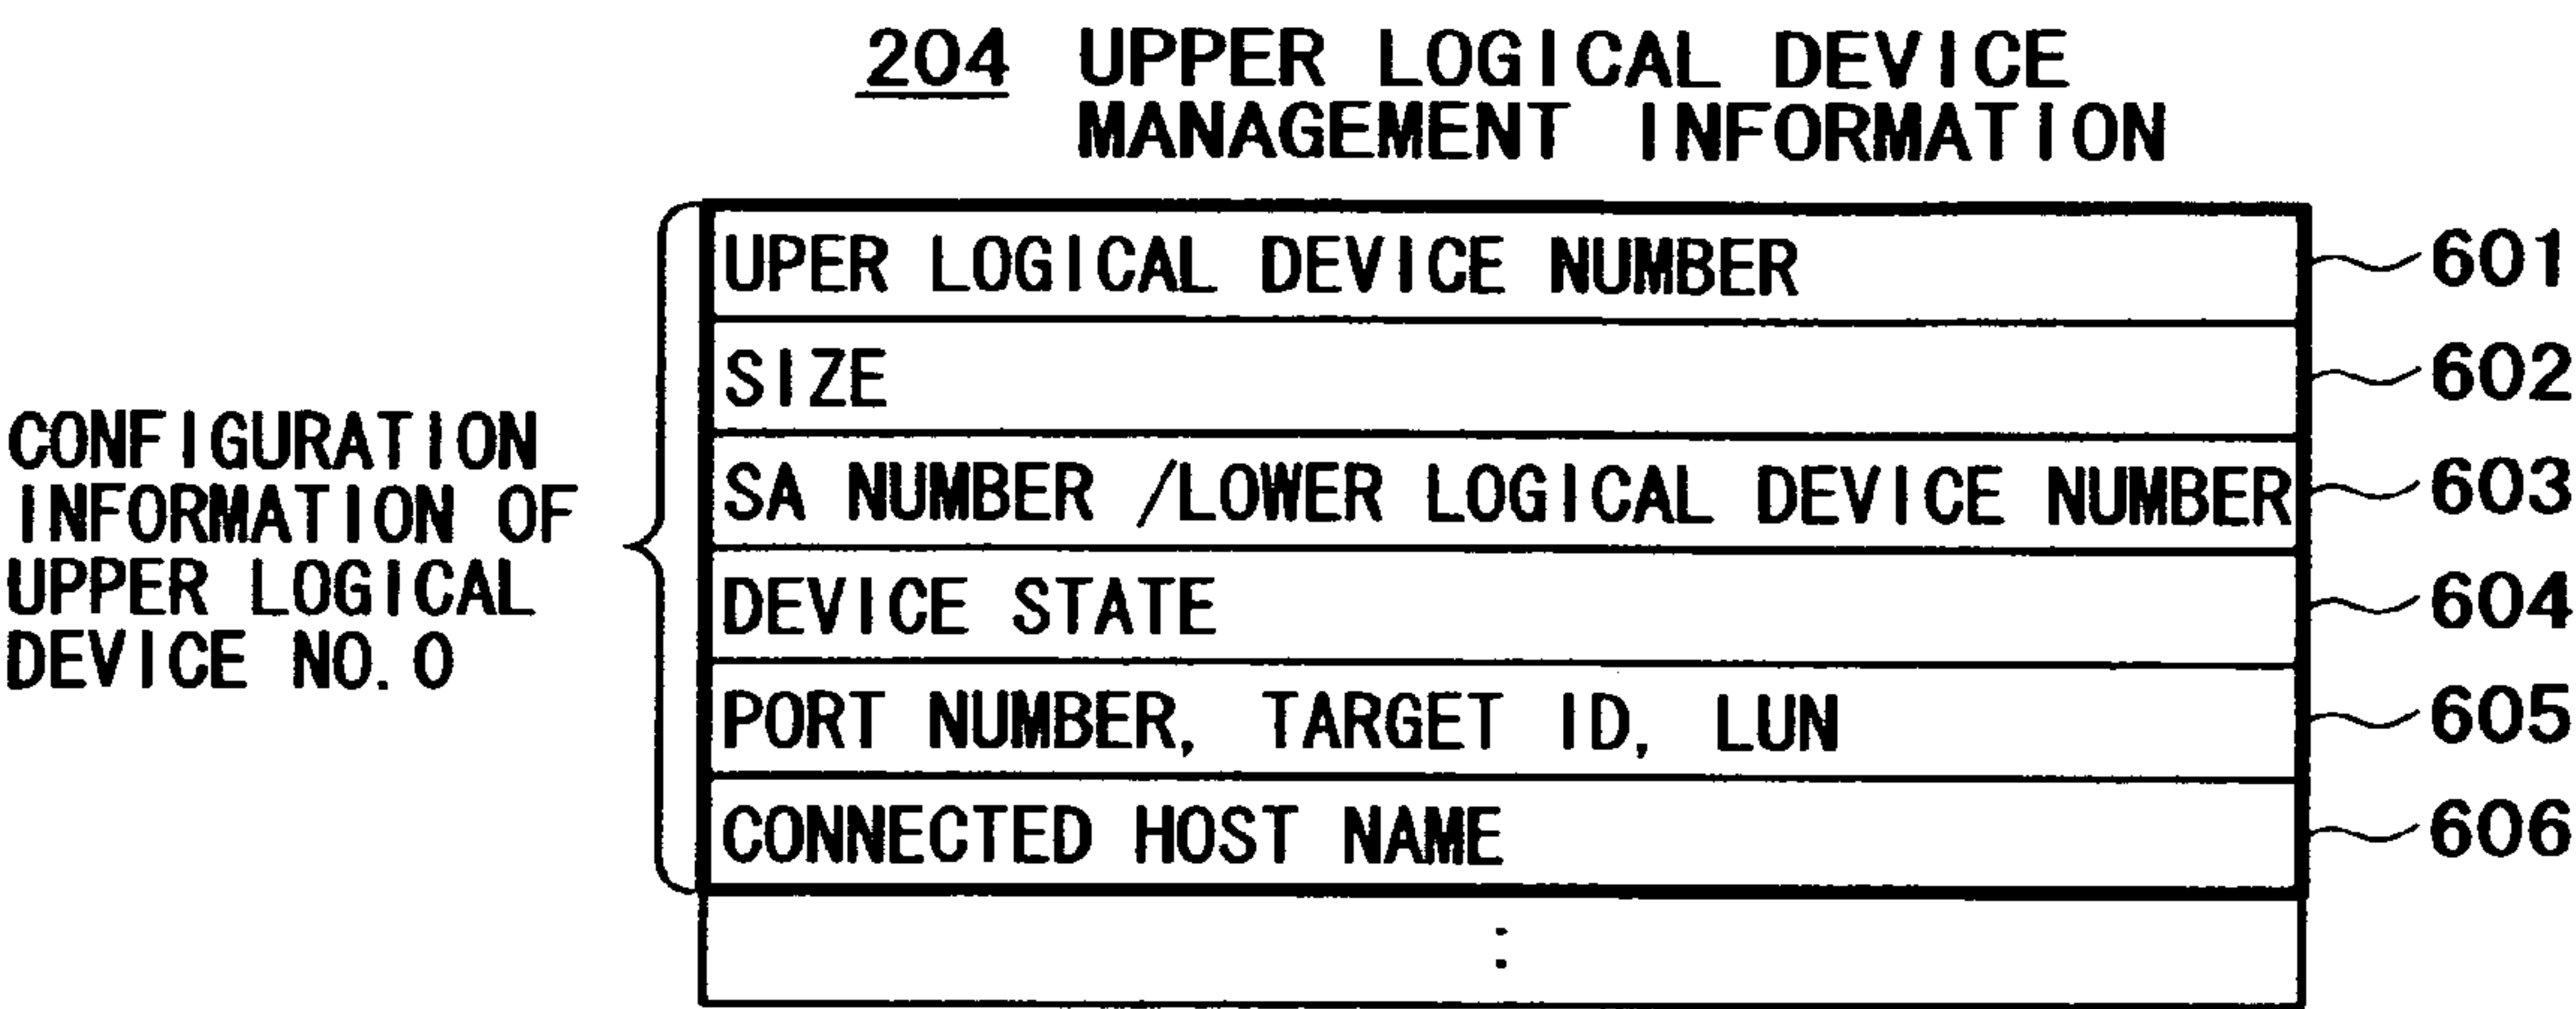 204 UPPER LOGICAL DEVICE
MANAGEMENT INFORMATION
CONFIGURATION
INFORMATION OF
UPPER LOGICAL
DEVICE NO.0
UPER LOGICAL DEVICE NUMBER 601
SIZE 602
SA NUMBER /LOWER LOGICAL DEVICE NUMBER 603
DEVICE STATE 604
PORT NUMBER, TARGET ID, LUN 605
CONNECTED HOST NAME 606
: